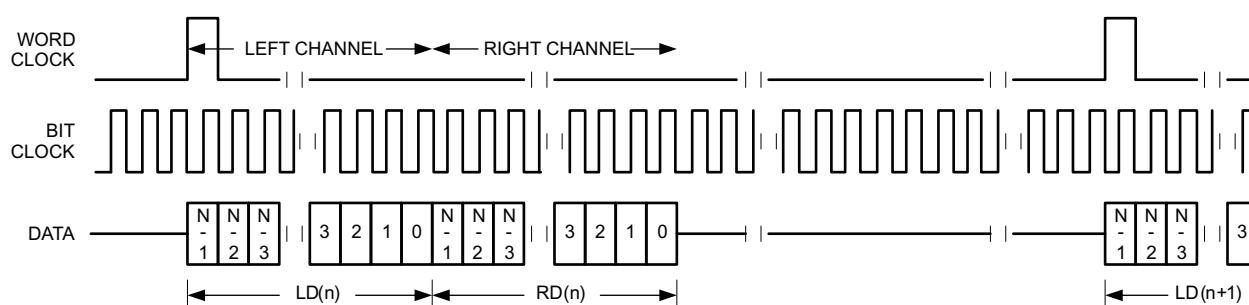 WORD
CLOCK
LEFT CHANNEL
RIGHT CHANNEL
BIT
CLOCK
DATA
N-1 N-2 N-3 3 2 1 0 N-1 N-2 N-3 3 2 1 0 N-1 N-2 N-3 3
LD(n) RD(n) LD(n+1)